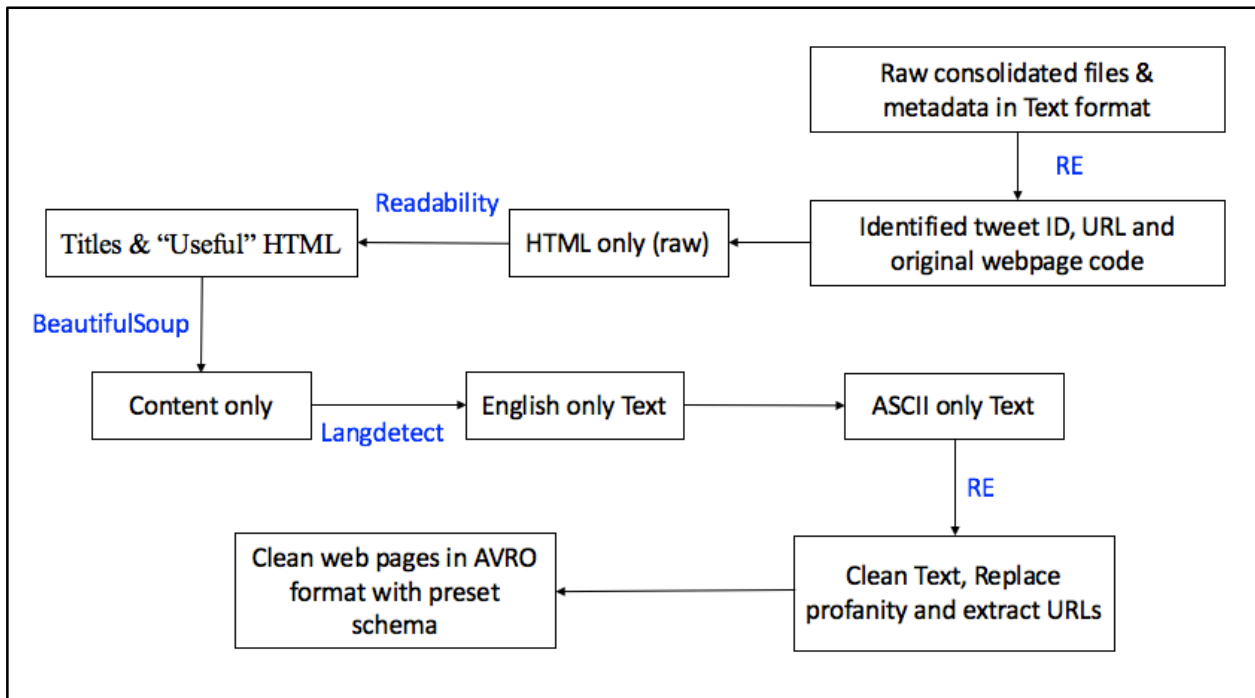 Raw consolidated files &
metadata in Text format
RE
Identified tweet ID, URL and
original webpage code
HTML only (raw)
Readability
Titles & “Useful” HTML
BeautifulSoup
Content only
Langdetect
English only Text
ASCII only Text
RE
Clean Text, Replace
profanity and extract URLs
Clean web pages in AVRO
format with preset
schema